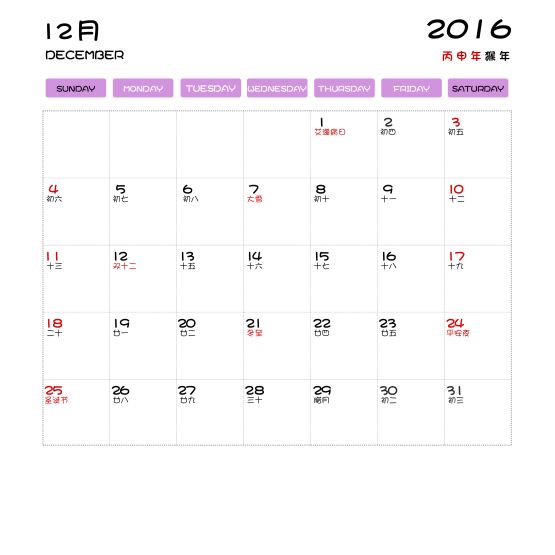 12月 2016
DECEMBER 丙申年 猴年
SUNDAY MONDAY TUESDAY WEDNESDAY THURSDAY FRIDAY SATURDAY
1 2 3
艾滋病日 初四 初五
4 5 6 7 8 9 10
初六 初七 初八 大雪 初十 十一 十二
11 12 13 14 15 16 17
十三 双十二 十五 十六 十七 十八 十九
18 19 20 21 22 23 24
二十 廿一 廿二 冬至 廿四 廿五 平安夜
25 26 27 28 29 30 31
圣诞节 廿八 廿九 三十 腊月 初二 初三